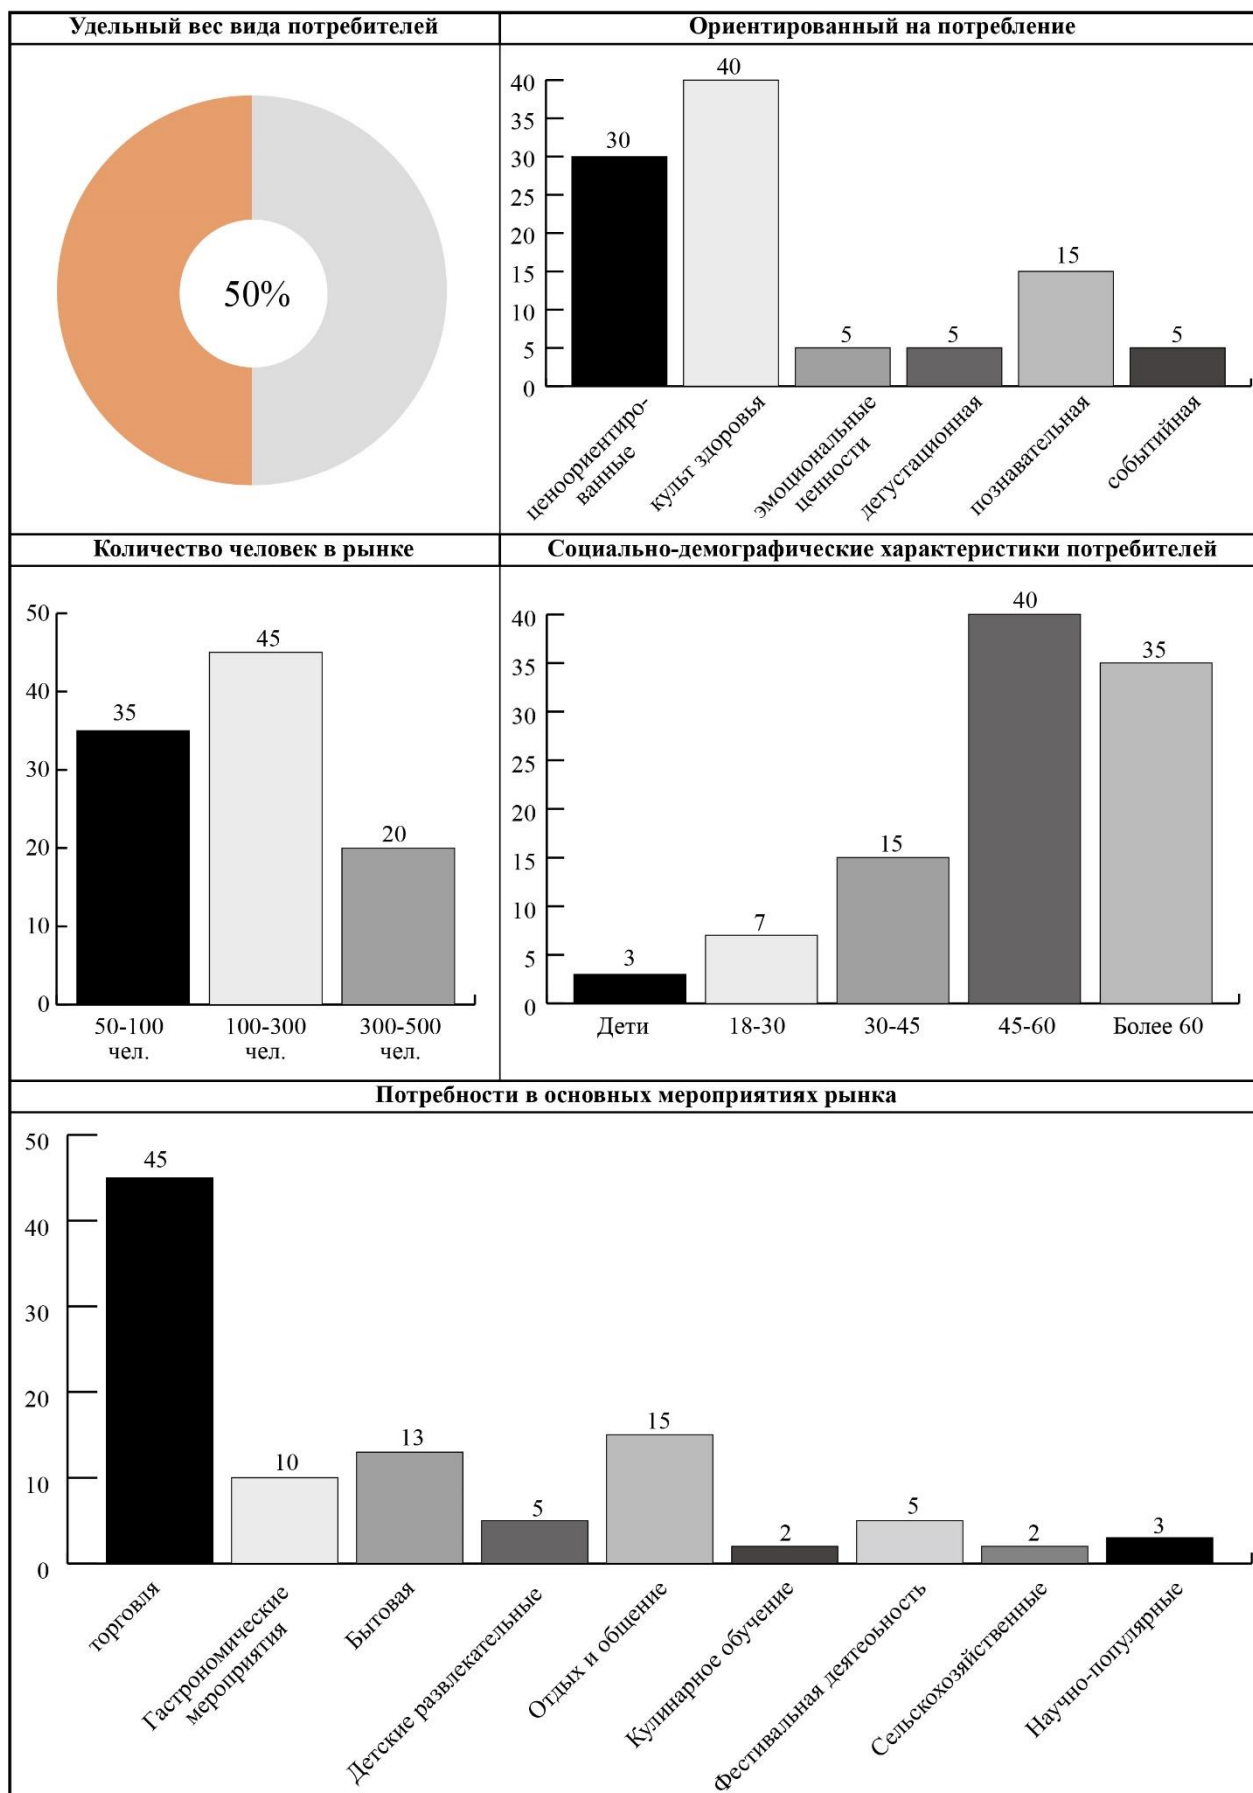 Удельный вес вида потребителей
50%
Ориентированный на потребление
40
35
30
25
20
15
10
5
0
30
40
5
5
15
5
ценоориентиро-
ванные
культ здоровья
эмоциональные
ценности
дегустационная
познавательная
событийная
Количество человек в рынке
50
40
30
20
10
0
35
45
20
50-100
чел.
100-300
чел.
300-500
чел.
Социально-демографические характеристики потребителей
40
35
30
25
20
15
10
5
0
3
7
15
40
35
Дети
18-30
30-45
45-60
Более 60
Потребности в основных мероприятиях рынка
50
40
30
20
10
0
45
10
13
5
15
2
5
2
3
торговля
Гастрономические
мероприятия
Бытовая
Детские развлекательные
Отдых и общение
Кулинарное обучение
Фестивальная деятеоьность
Сельскохозяйственные
Научно-популярные